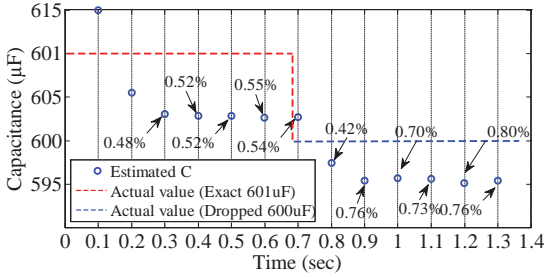 615
610
605
600
595
Capacitance (µF)
0.52%
0.55%
0.48%
0.52%
0.54%
0.42%
0.70%
0.80%
0.76%
0.73%
0.76%
Estimated C
Actual value (Exact 601uF)
Actual value (Dropped 600uF)
0 0.1 0.2 0.3 0.4 0.5 0.6 0.7 0.8 0.9 1 1.1 1.2 1.3 1.4
Time (sec)